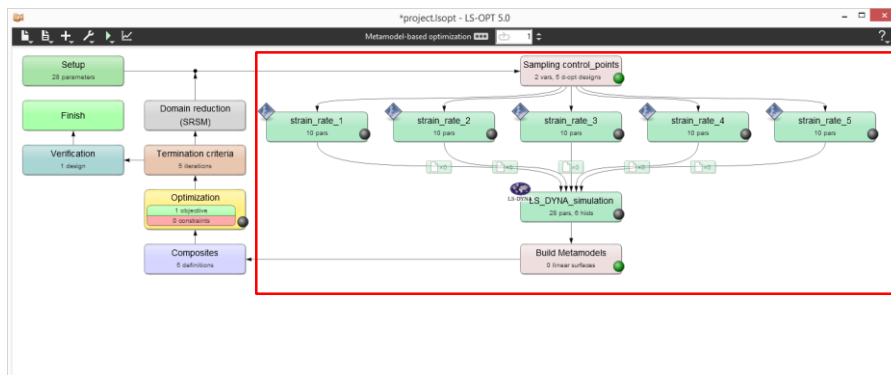 *project.lsopt - LS-OPT 5.0
Metamodel-based optimization
1
?
Setup
28 parameters
Sampling control_points
2 vars, 5 d-opt designs
Finish
Domain reduction
(SRSM)
strain_rate_1
10 pars
strain_rate_2
10 pars
strain_rate_3
10 pars
strain_rate_4
10 pars
strain_rate_5
10 pars
Verification
1 design
Termination criteria
5 iterations
Optimization
1 objective
0 constraints
LS-DYNA
LS_DYNA_simulation
28 pars, 6 hists
Composites
5 definitions
Build Metamodels
0 linear surfaces